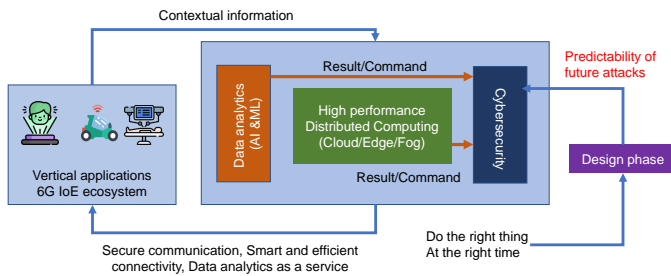 Contextual information
Vertical applications
6G IoE ecosystem
Data analytics
(AI &ML)
Result/Command
High performance
Distributed Computing
(Cloud/Edge/Fog)
Result/Command
Cybersecurity
Predictability of
future attacks
Design phase
Do the right thing
At the right time
Secure communication, Smart and efficient
connectivity, Data analytics as a service